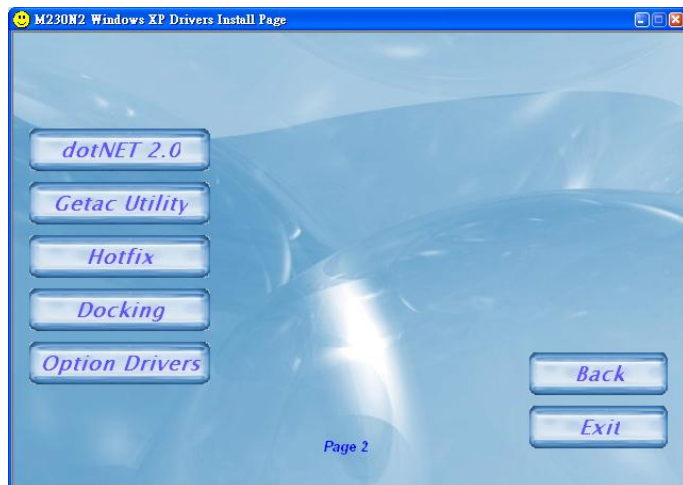 M230N2 Windows XP Drivers Install Page
dotNET 2.0
Getac Utility
Hotfix
Docking
Option Drivers
Back
Exit
Page 2